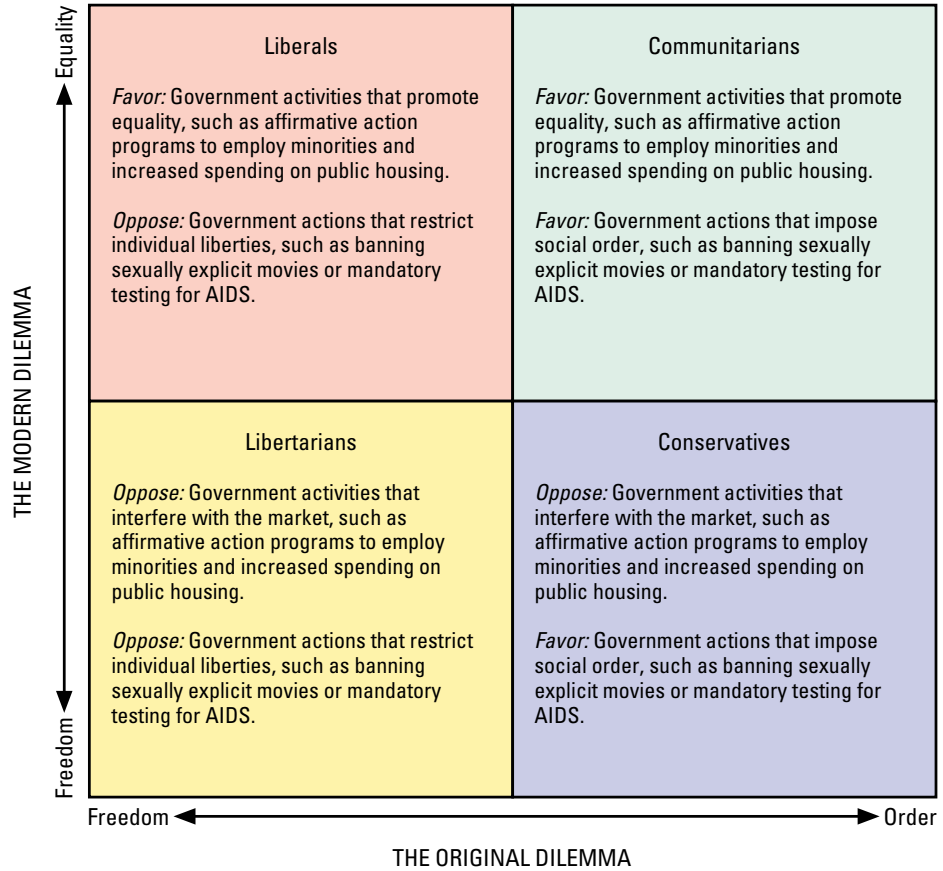 Equality
THE MODERN DILEMMA
Freedom
Liberals
Favor: Government activities that promote
equality, such as affirmative action
programs to employ minorities and
increased spending on public housing.
Oppose: Government actions that restrict
individual liberties, such as banning
sexually explicit movies or mandatory
testing for AIDS.
Communitarians
Favor: Government activities that promote
equality, such as affirmative action
programs to employ minorities and
increased spending on public housing.
Favor: Government actions that impose
social order, such as banning sexually
explicit movies or mandatory testing for
AIDS.
Libertarians
Oppose: Government activities that
interfere with the market, such as
affirmative action programs to employ
minorities and increased spending on
public housing.
Oppose: Government actions that restrict
individual liberties, such as banning
sexually explicit movies or mandatory
testing for AIDS.
Conservatives
Oppose: Government activities that
interfere with the market, such as
affirmative action programs to employ
minorities and increased spending on
public housing.
Favor: Government actions that impose
social order, such as banning sexually
explicit movies or mandatory testing for
AIDS.
Freedom
Order
THE ORIGINAL DILEMMA